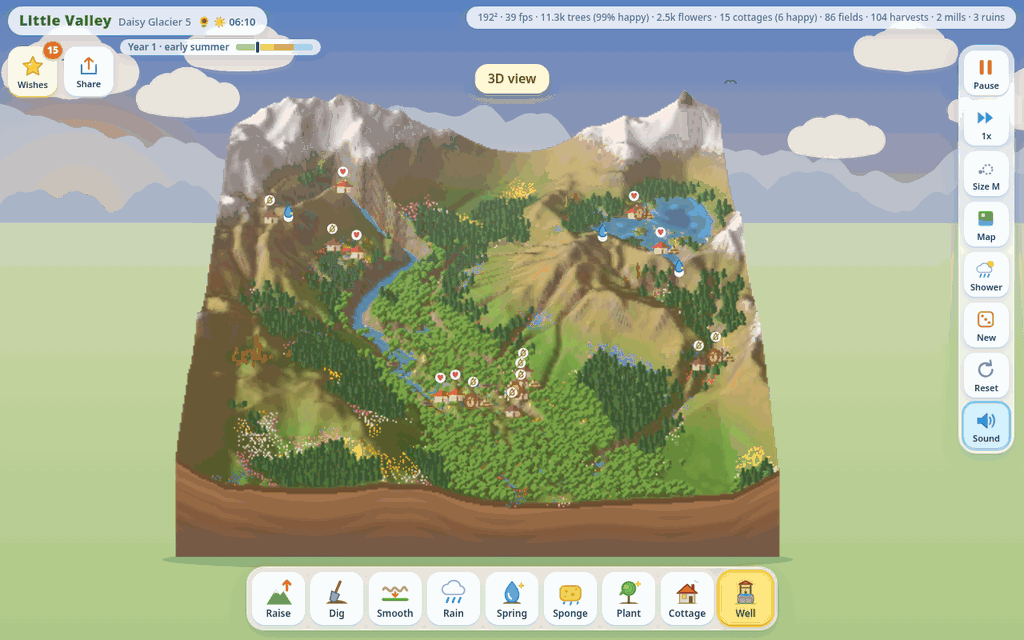 Little Valley Daisy Glacier 5 06:10
192² · 39 fps · 11.3k trees (99% happy) · 2.5k flowers · 15 cottages (6 happy) · 86 fields · 104 harvests · 2 mills · 3 ruins
Year 1 · early summer
15
Wishes
Share
3D view
Pause
1x
Size M
Map
Shower
New
Reset
Sound
Raise
Dig
Smooth
Rain
Spring
Sponge
Plant
Cottage
Well